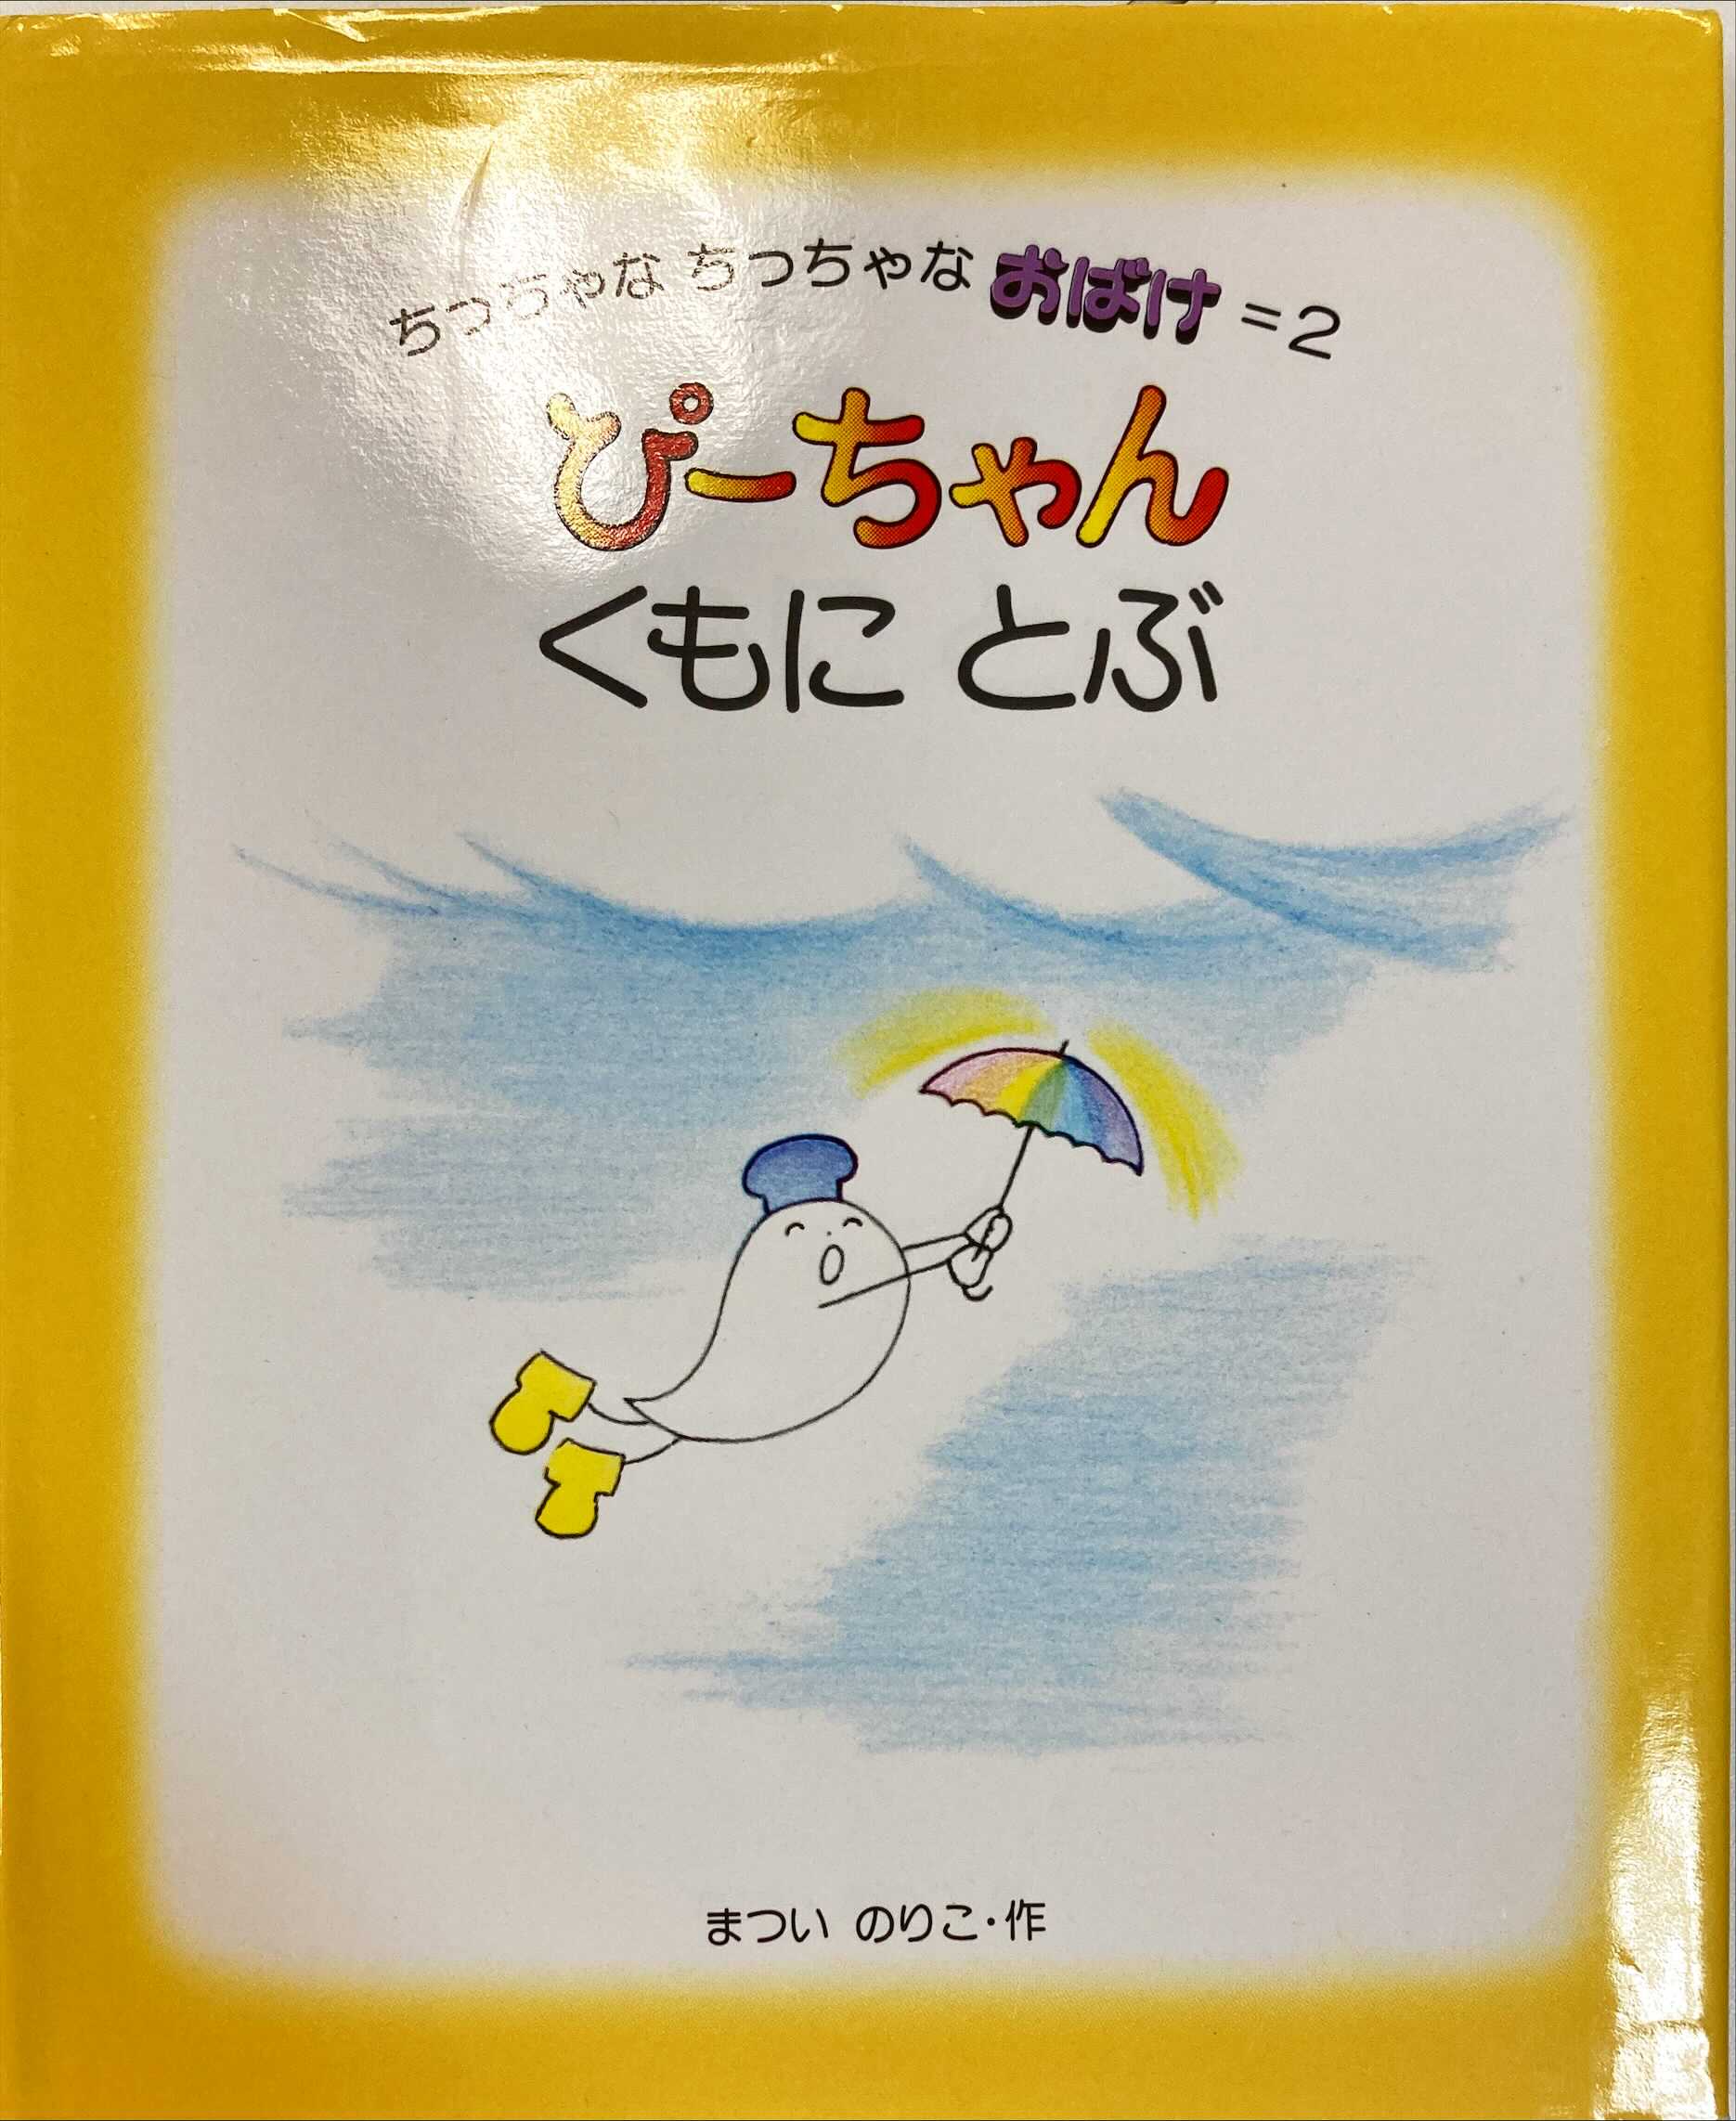 ちっちゃな ちっちゃな おばけ=2
ぴーちゃん
くもに とぶ
まつい のりこ・作